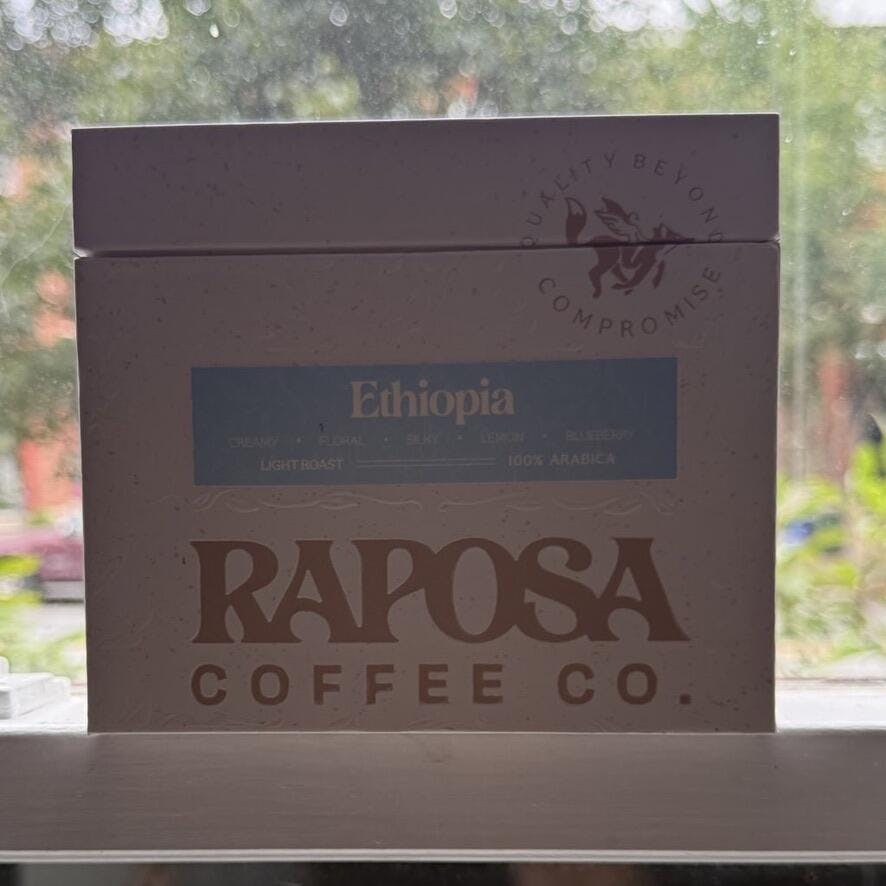 QUALITY BEYOND
COMPROMISE
Ethiopia
CREAMY • FLORAL • SILKY • LEMON • BLUEBERRY
LIGHT ROAST 100% ARABICA
RAPOSA
COFFEE CO.